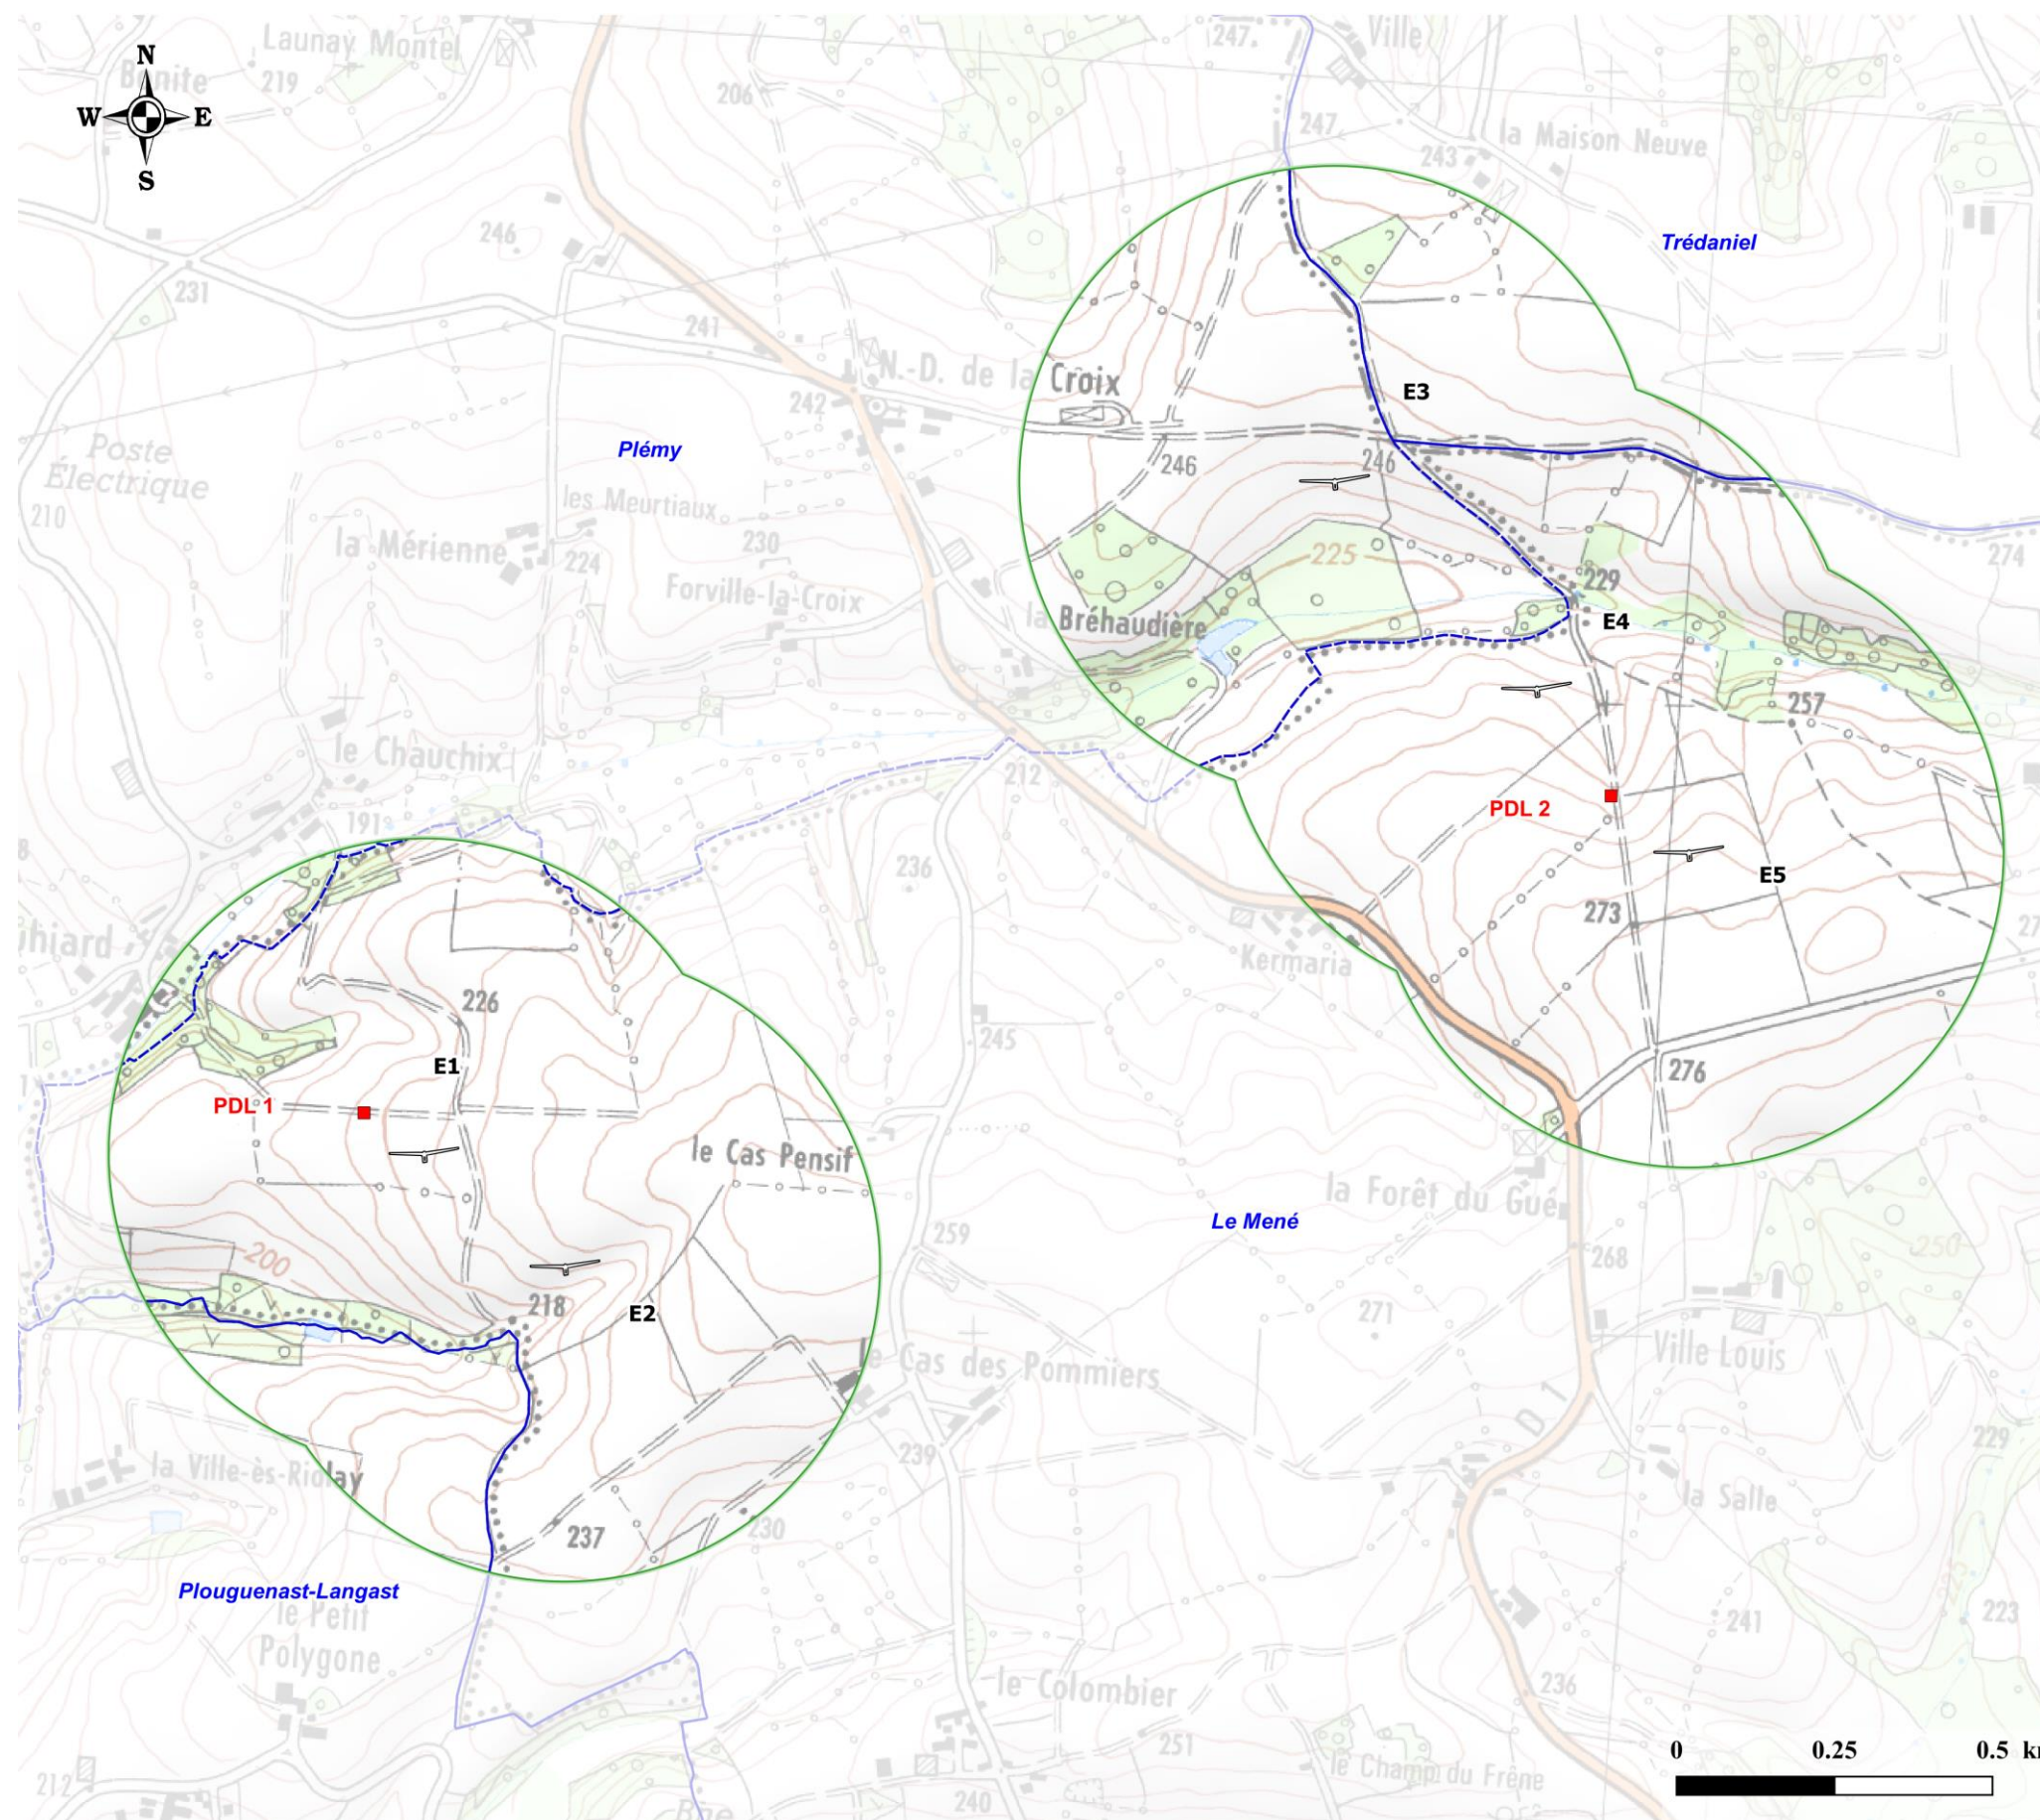 Launay Montel
219
N
W
E
S
247
Ville
206
247
243
la Maison Neuve
246
Trédaniel
231
241
N.-D. de la Croix
242
E3
Plémy
Poste
Électrique
210
246
246
les Meurtiaux
la Mérienne
224
230
225
274
Forville-la-Croix
229
la Bréhaudière
E4
257
le Chauchix
212
191
PDL 2
236
E5
273
Kermaria
226
245
E1
276
PDL 1
le Cas Pensif
la Forêt du Gué
Le Mené
259
268
250
200
218
E2
271
le Cas des Pommiers
Ville Louis
D 1
239
229
la Ville-ès-Riolay
la Salle
237
230
Plouguenast-Langast
le Petit
Polygone
241
223
le Colombier
236
251
0
0.25
0.5
le Champ du Frêne
212
240